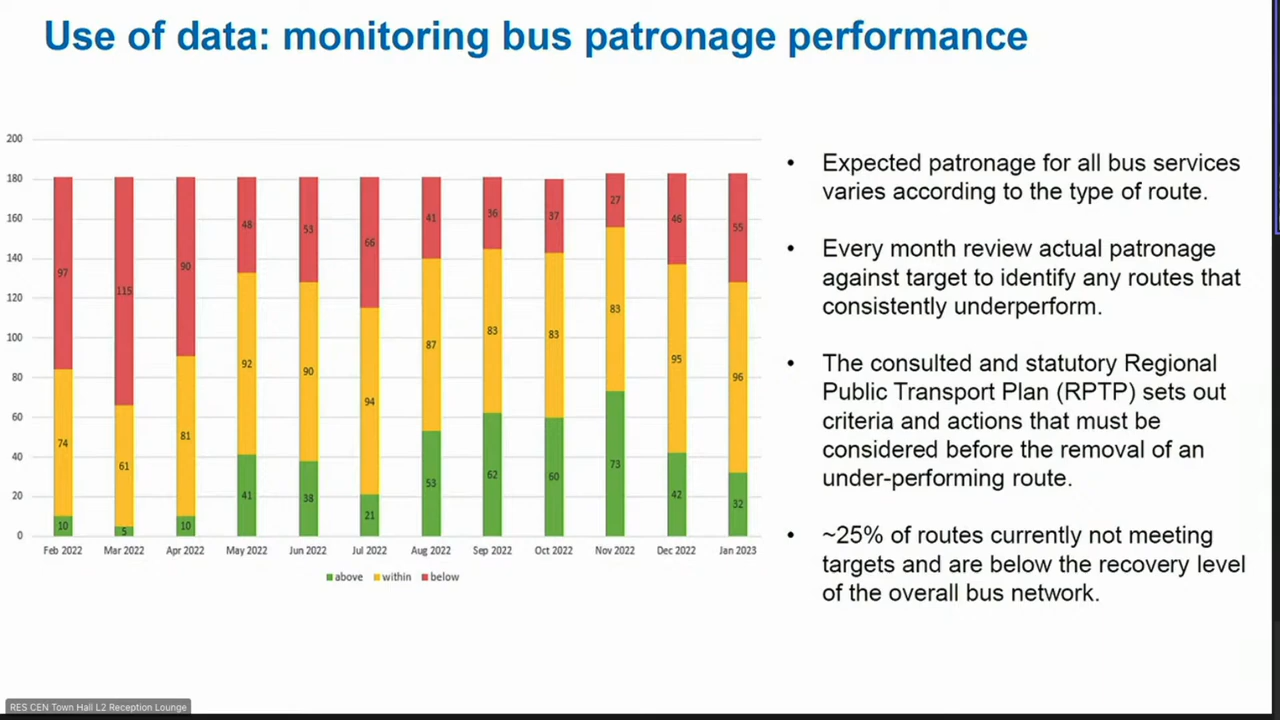 Use of data: monitoring bus patronage performance
200
180
160
140
120
100
80
60
40
20
0
97
74
10
115
61
5
90
81
10
48
92
41
53
90
38
66
94
21
41
87
53
36
83
62
37
83
60
27
83
73
46
95
42
55
96
32
Feb 2022 Mar 2022 Apr 2022 May 2022 Jun 2022 Jul 2022 Aug 2022 Sep 2022 Oct 2022 Nov 2022 Dec 2022 Jan 2023
above within below
• Expected patronage for all bus services
varies according to the type of route.
• Every month review actual patronage
against target to identify any routes that
consistently underperform.
• The consulted and statutory Regional
Public Transport Plan (RPTP) sets out
criteria and actions that must be
considered before the removal of an
under-performing route.
• ~25% of routes currently not meeting
targets and are below the recovery level
of the overall bus network.
RES CEN Town Hall L2 Reception Lounge